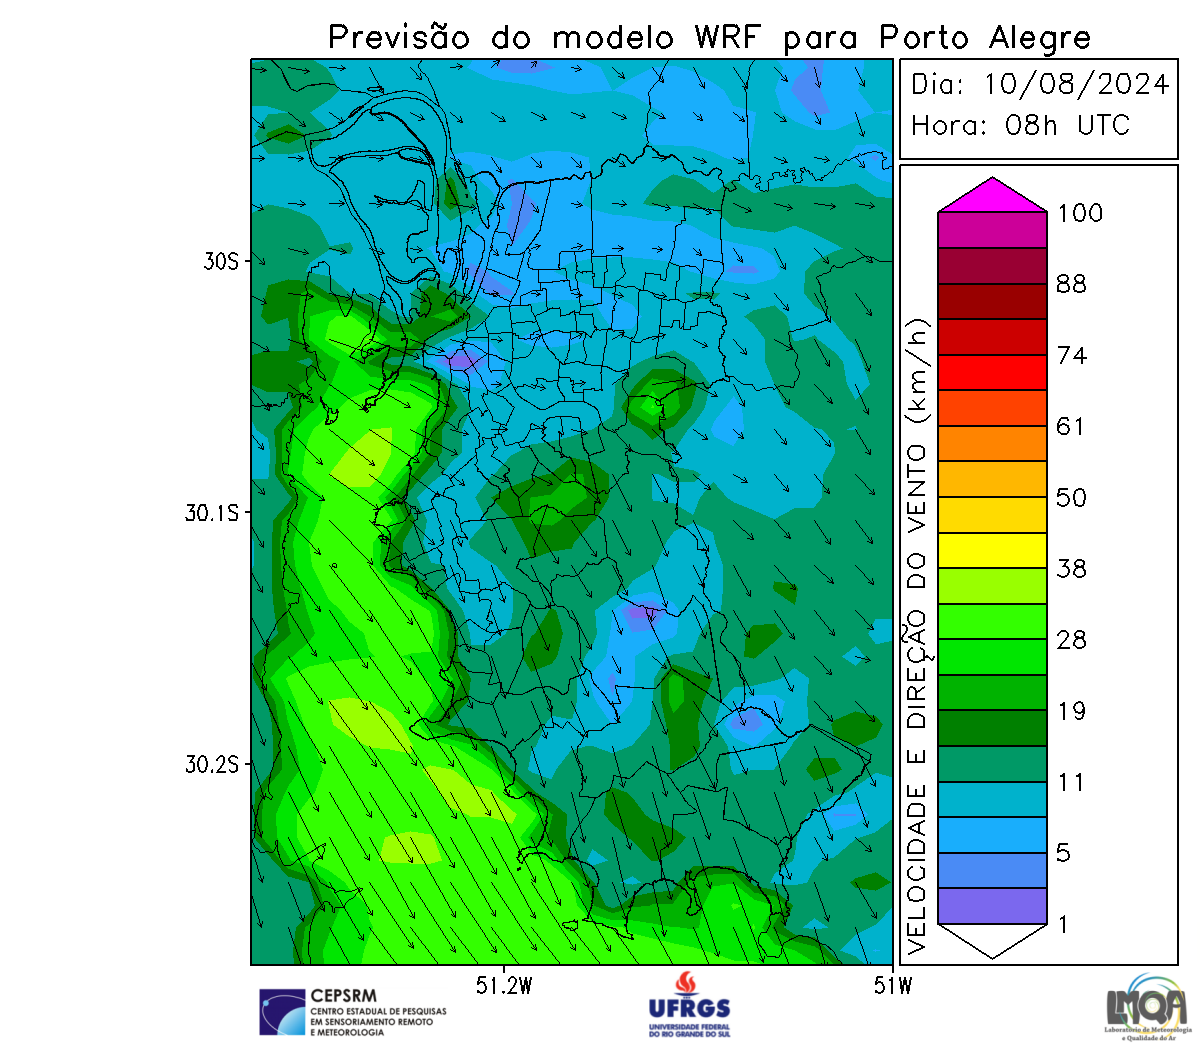 Previsão do modelo WRF para Porto Alegre
Dia: 10/08/2024
Hora: 08h UTC
30S
30.1S
30.2S
51.2W
51W
VELOCIDADE E DIREÇÃO DO VENTO (km/h)
100
88
74
61
50
38
28
19
11
5
1
CEPSRM
CENTRO ESTADUAL DE PESQUISAS
EM SENSORIAMENTO REMOTO
E METEOROLOGIA
UFRGS
UNIVERSIDADE FEDERAL
DO RIO GRANDE DO SUL
LMQA
Laboratório de Meteorologia
e Qualidade do Ar